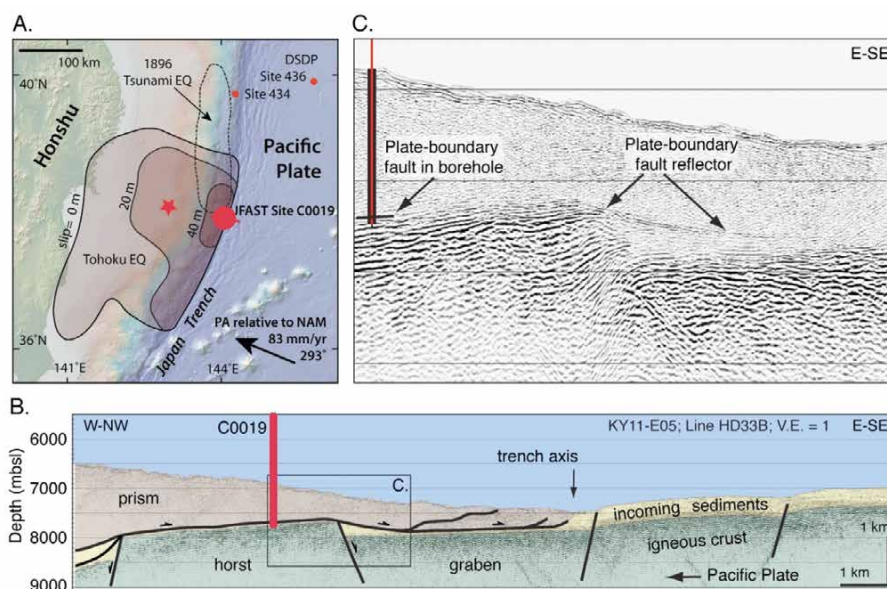 A.
100 km
40˚N
1896
Tsunami EQ
DSDP
Site 436
Site 434
Honshu
Pacific
Plate
20 m
slip= 0 m
40 m
JFAST Site C0019
Tohoku EQ
Japan Trench
PA relative to NAM
83 mm/yr
293˚
36˚N
141˚E
144˚E
C.
E-SE
Plate-boundary
fault in borehole
Plate-boundary
fault reflector
B.
6000
7000
8000
9000
Depth (mbsl)
W-NW
C0019
KY11-E05; Line HD33B; V.E. = 1
E-SE
trench axis
C.
prism
incoming sediments
igneous crust
horst
graben
Pacific Plate
1 km
1 km